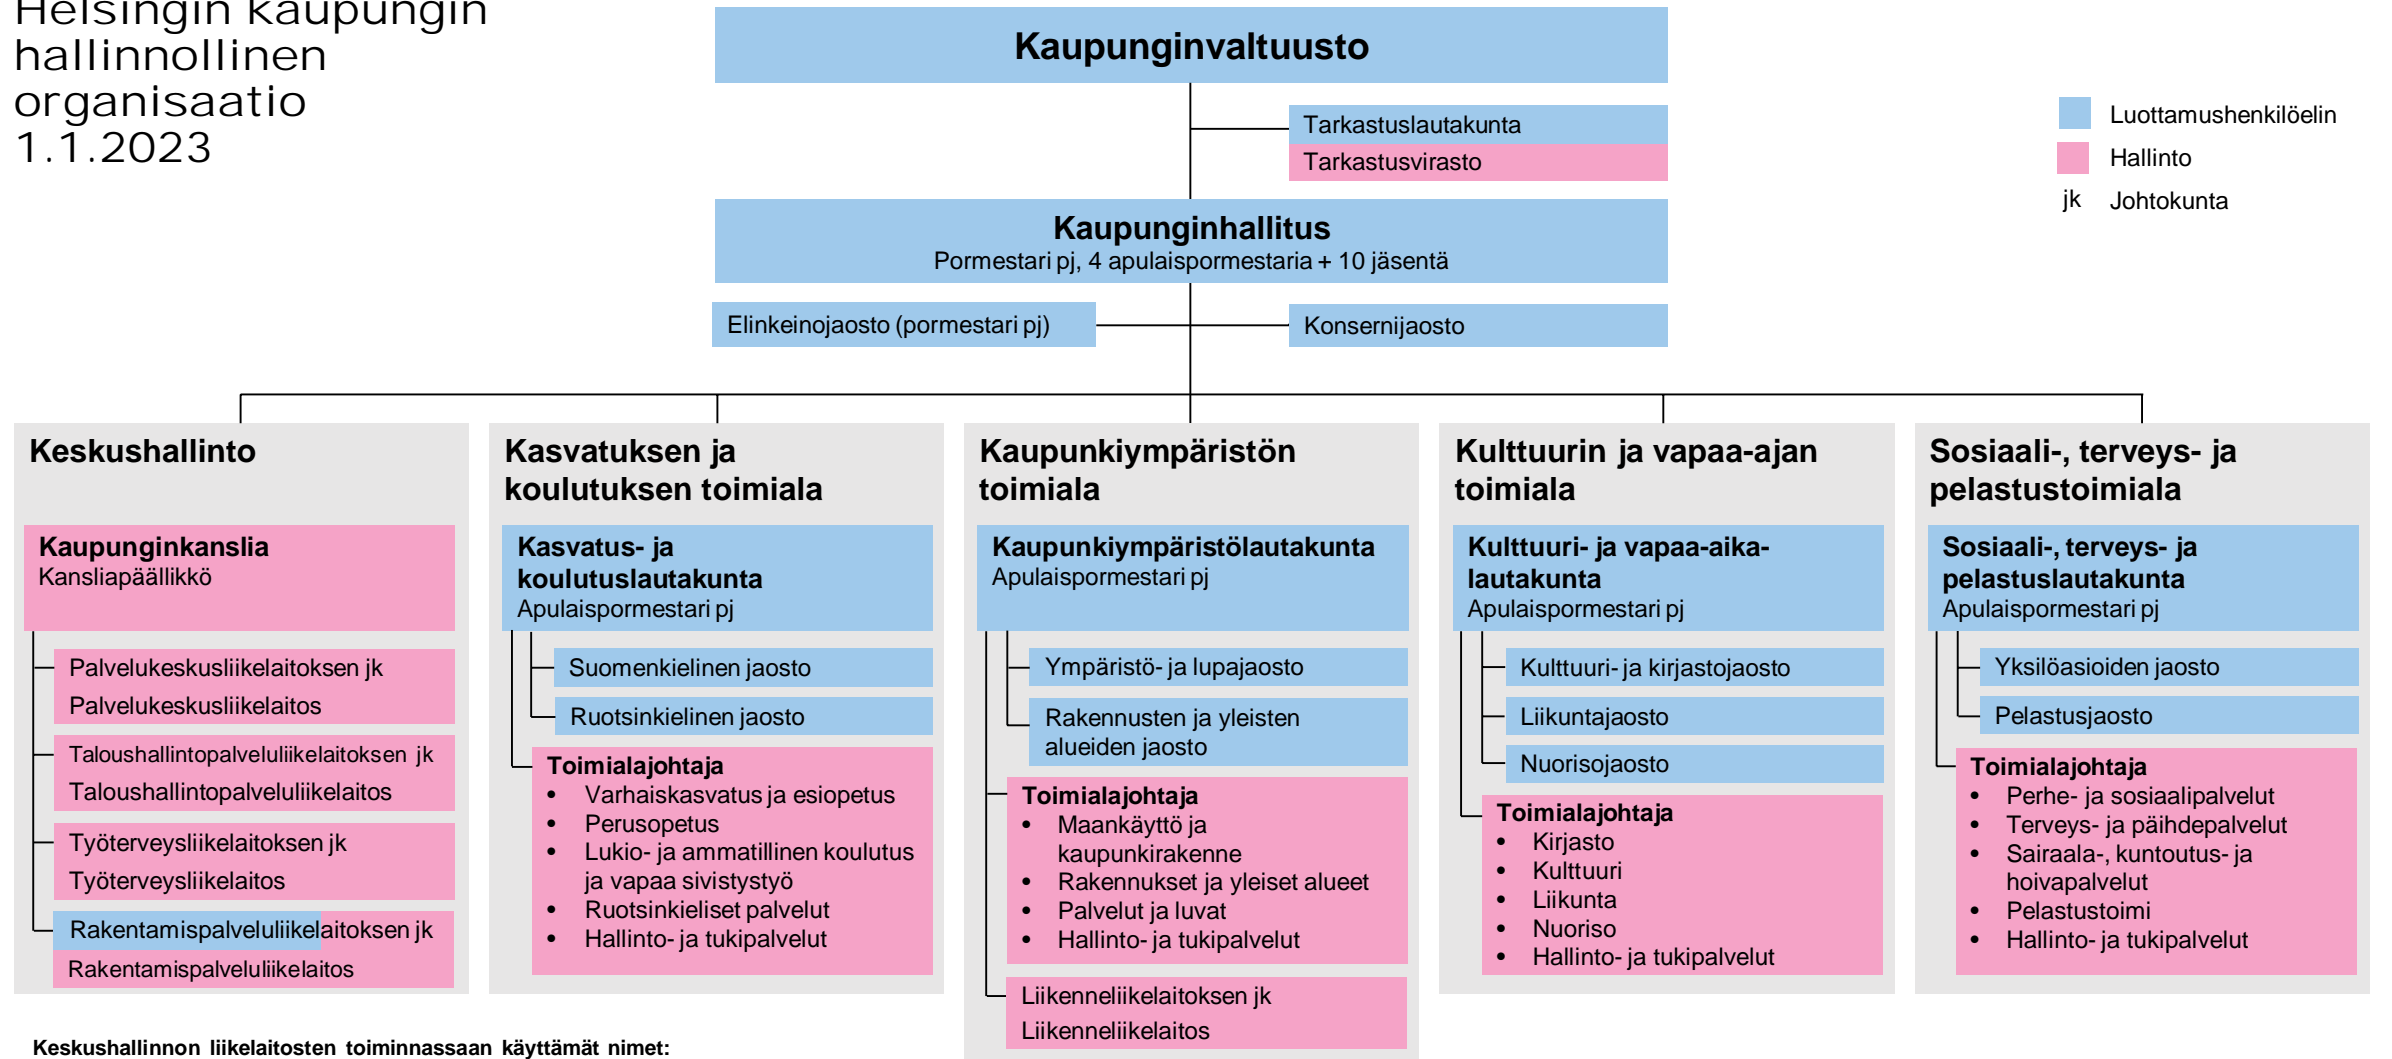 Helsingin kaupungin
hallinnollinen
organisaatio
1.1.2023
Kaupunginvaltuusto
Tarkastuslautakunta
Tarkastusvirasto
Luottamushenkilöelin
Hallinto
jk Johtokunta
Kaupunginhallitus
Pormestari pj, 4 apulaispormestaria + 10 jäsentä
Elinkeinojaosto (pormestari pj)
Konsernijaosto
Keskushallinto
Kaupunginkanslia
Kansliapäällikkö
Palvelukeskusliikelaitoksen jk
Palvelukeskusliikelaitos
Taloushallintopalveluliikelaitoksen jk
Taloushallintopalveluliikelaitos
Työterveysliikelaitoksen jk
Työterveysliikelaitos
Rakentamispalveluliikelaitoksen jk
Rakentamispalveluliikelaitos
Kasvatuksen ja
koulutuksen toimiala
Kasvatus- ja
koulutuslautakunta
Apulaispormestari pj
Suomenkielinen jaosto
Ruotsinkielinen jaosto
Toimialajohtaja
• Varhaiskasvatus ja esiopetus
• Perusopetus
• Lukio- ja ammatillinen koulutus
ja vapaa sivistystyö
• Ruotsinkieliset palvelut
• Hallinto- ja tukipalvelut
Kaupunkiympäristön
toimiala
Kaupunkiympäristölautakunta
Apulaispormestari pj
Ympäristö- ja lupajaosto
Rakennusten ja yleisten
alueiden jaosto
Toimialajohtaja
• Maankäyttö ja
kaupunkirakenne
• Rakennukset ja yleiset alueet
• Palvelut ja luvat
• Hallinto- ja tukipalvelut
Liikenneliikelaitoksen jk
Liikenneliikelaitos
Kulttuurin ja vapaa-ajan
toimiala
Kulttuuri- ja vapaa-aika-
lautakunta
Apulaispormestari pj
Kulttuuri- ja kirjastojaosto
Liikuntajaosto
Nuorisojaosto
Toimialajohtaja
• Kirjasto
• Kulttuuri
• Liikunta
• Nuoriso
• Hallinto- ja tukipalvelut
Sosiaali-, terveys- ja
pelastustoimiala
Sosiaali-, terveys- ja
pelastuslautakunta
Apulaispormestari pj
Yksilöasioiden jaosto
Pelastusjaosto
Toimialajohtaja
• Perhe- ja sosiaalipalvelut
• Terveys- ja päihdepalvelut
• Sairaala-, kuntoutus- ja
hoivapalvelut
• Pelastustoimi
• Hallinto- ja tukipalvelut
Keskushallinnon liikelaitosten toiminnassaan käyttämät nimet: